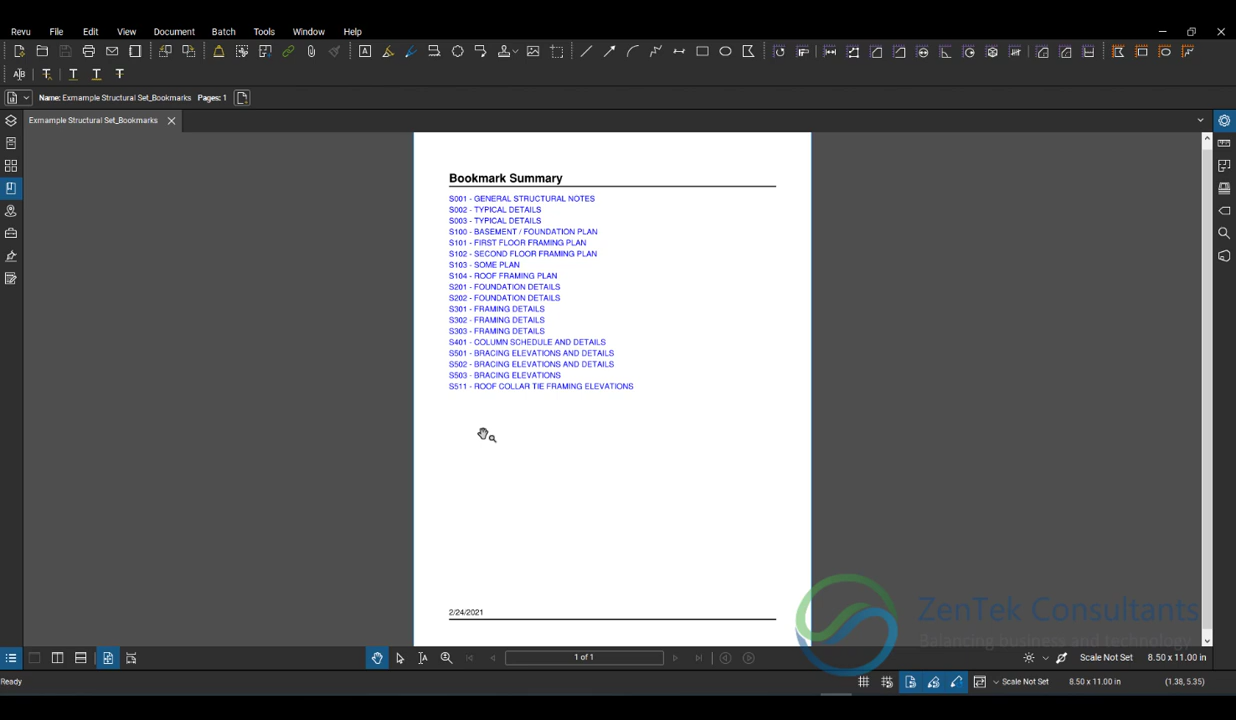 Revu File Edit View Document Batch Tools Window Help
Name: Exmample Structural Set_Bookmarks Pages: 1
Exmample Structural Set_Bookmarks
Bookmark Summary
S001 - GENERAL STRUCTURAL NOTES
S002 - TYPICAL DETAILS
S003 - TYPICAL DETAILS
S100 - BASEMENT / FOUNDATION PLAN
S101 - FIRST FLOOR FRAMING PLAN
S102 - SECOND FLOOR FRAMING PLAN
S103 - SOME PLAN
S104 - ROOF FRAMING PLAN
S201 - FOUNDATION DETAILS
S202 - FOUNDATION DETAILS
S301 - FRAMING DETAILS
S302 - FRAMING DETAILS
S303 - FRAMING DETAILS
S401 - COLUMN SCHEDULE AND DETAILS
S501 - BRACING ELEVATIONS AND DETAILS
S502 - BRACING ELEVATIONS AND DETAILS
S503 - BRACING ELEVATIONS
S511 - ROOF COLLAR TIE FRAMING ELEVATIONS
2/24/2021
ZenTek Consultants
Balancing business and technology
1 of 1
Scale Not Set 8.50 x 11.00 in
Ready
Scale Not Set 8.50 x 11.00 in (1.38, 5.35)